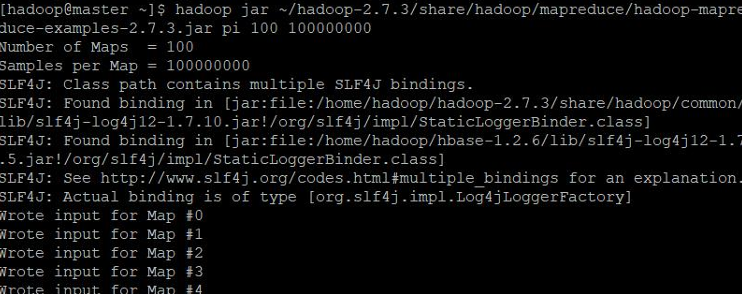 [hadoop@master ~]$ hadoop jar ~/hadoop-2.7.3/share/hadoop/mapreduce/hadoop-mapre
duce-examples-2.7.3.jar pi 100 100000000
Number of Maps  = 100
Samples per Map = 100000000
SLF4J: Class path contains multiple SLF4J bindings.
SLF4J: Found binding in [jar:file:/home/hadoop/hadoop-2.7.3/share/hadoop/common/
lib/slf4j-log4j12-1.7.10.jar!/org/slf4j/impl/StaticLoggerBinder.class]
SLF4J: Found binding in [jar:file:/home/hadoop/hbase-1.2.6/lib/slf4j-log4j12-1.7
.5.jar!/org/slf4j/impl/StaticLoggerBinder.class]
SLF4J: See http://www.slf4j.org/codes.html#multiple_bindings for an explanation.
SLF4J: Actual binding is of type [org.slf4j.impl.Log4jLoggerFactory]
Wrote input for Map #0
Wrote input for Map #1
Wrote input for Map #2
Wrote input for Map #3
Wrote input for Map #4